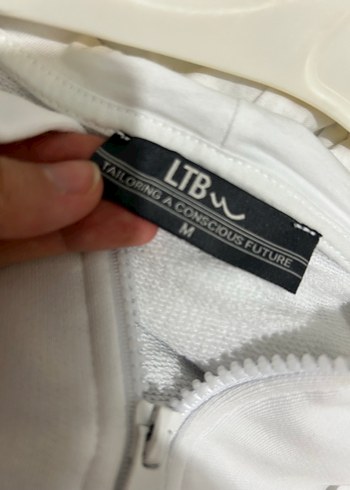 LTB
TAILORING A CONSCIOUS FUTURE
M